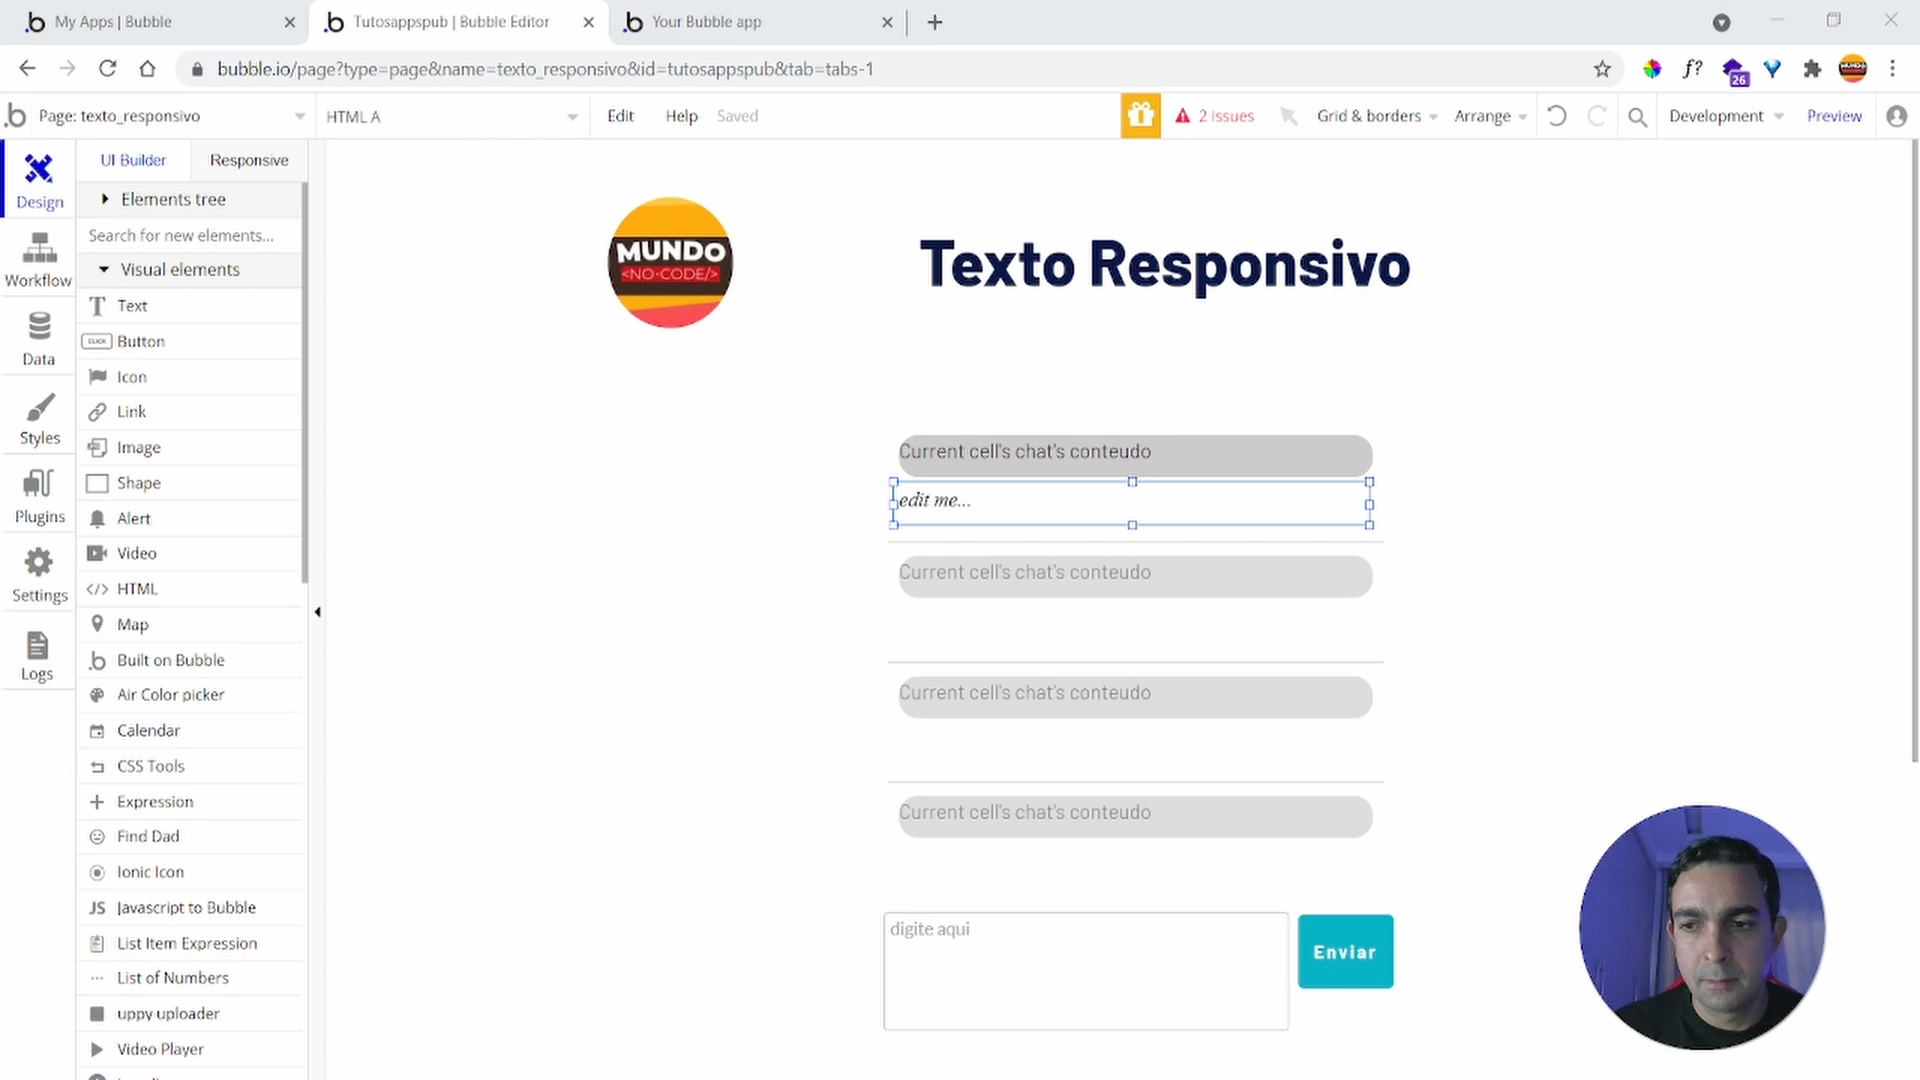 My Apps | Bubble
Tutosappspub | Bubble Editor
Your Bubble app
bubble.io/page?type=page&name=texto_responsivo&id=tutosappspub&tab=tabs-1
f?
26
Page: texto_responsivo
HTML A
Edit
Help
Saved
2 issues
Grid & borders
Arrange
Development
Preview
UI Builder
Responsive
Design
Workflow
Data
Styles
Plugins
Settings
Logs
Elements tree
Search for new elements...
Visual elements
Text
CLICK Button
Icon
Link
Image
Shape
Alert
Video
HTML
Map
Built on Bubble
Air Color picker
Calendar
CSS Tools
Expression
Find Dad
Ionic Icon
JS Javascript to Bubble
List Item Expression
List of Numbers
uppy uploader
Video Player
MUNDO
<NO-CODE/>
Texto Responsivo
Current cell's chat's conteudo
edit me...
Current cell's chat's conteudo
Current cell's chat's conteudo
Current cell's chat's conteudo
digite aqui
Enviar